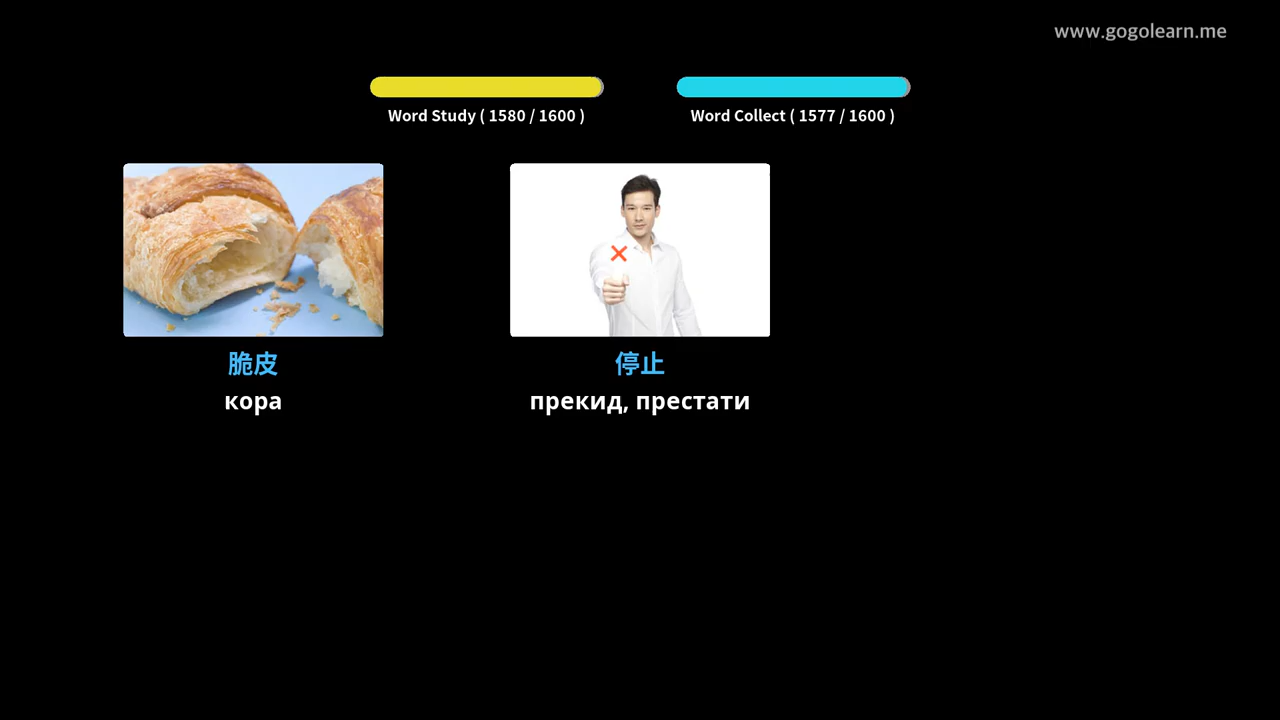 www.gogolearn.me
Word Study ( 1580 / 1600 )
Word Collect ( 1577 / 1600 )
脆皮
кора
停止
прекид, престати